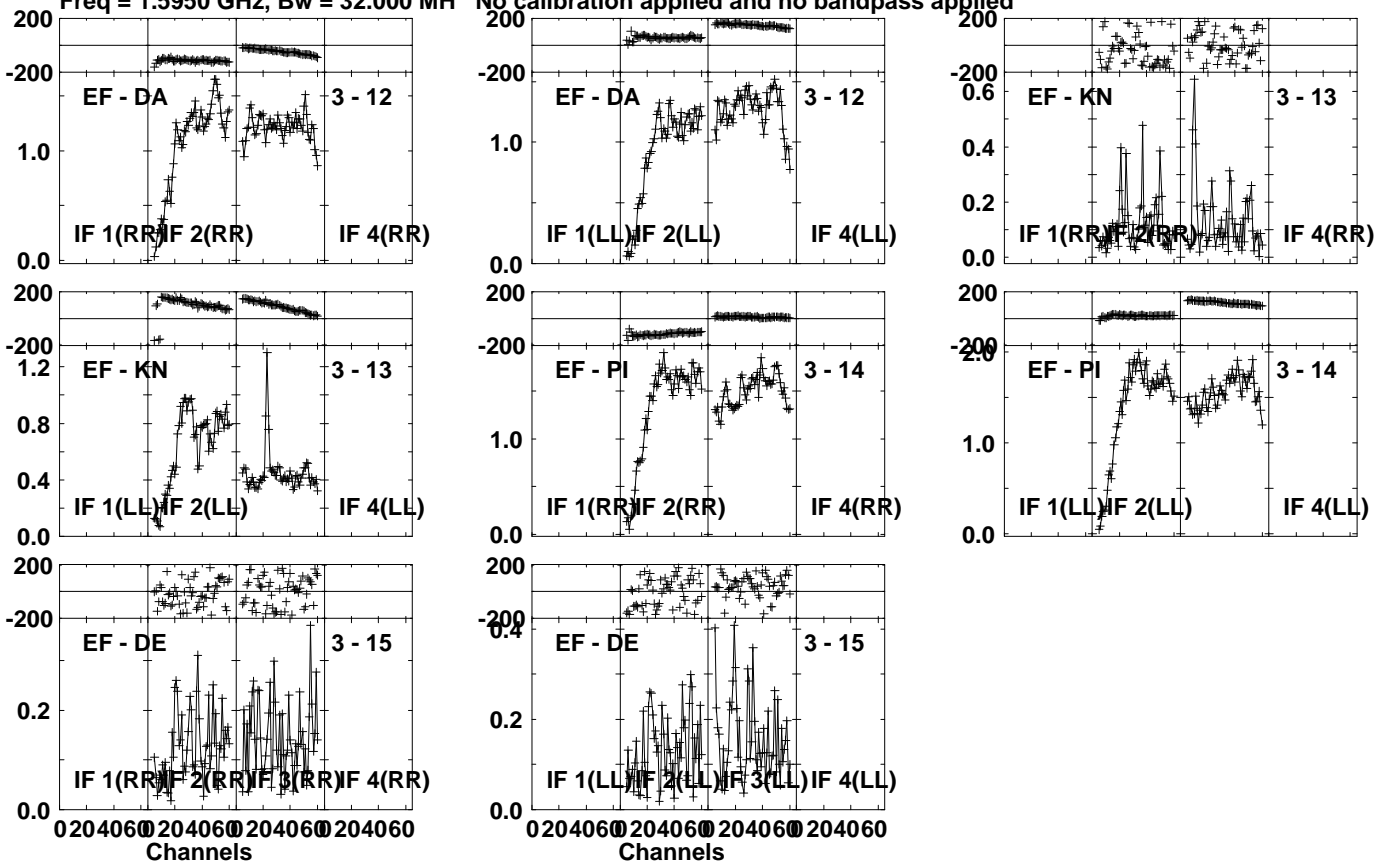 Freq = 1.5950 GHz, Bw = 32.000 MH No calibration applied and no bandpass applied
200 200 200
-200 -200 -200
EF - DA 3 - 12 EF - DA 3 - 12 0.6 EF - KN 3 - 13
1.0 1.0 0.4
0.2
IF 1(RR) IF 2(RR) IF 4(RR) IF 1(LL) IF 2(LL) IF 4(LL) IF 1(RR) IF 2(RR) IF 4(RR)
0.0 0.0 0.0
200 200 200
-200 -200 -200
1.2 EF - KN 3 - 13 EF - PI 3 - 14 2.0 EF - PI 3 - 14
0.8 1.0 1.0
0.4
IF 1(LL) IF 2(LL) IF 4(LL) IF 1(RR) IF 2(RR) IF 4(RR) IF 1(LL) IF 2(LL) IF 4(LL)
0.0 0.0 0.0
200 200
-200 -200
EF - DE 3 - 15 0.4 EF - DE 3 - 15
0.2 0.2
IF 1(RR) IF 2(RR) IF 3(RR) IF 4(RR) IF 1(LL) IF 2(LL) IF 3(LL) IF 4(LL)
0.0 0.0
0 20 40 60 0 20 40 60 0 20 40 60 0 20 40 60 0 20 40 60 0 20 40 60 0 20 40 60 0 20 40 60
Channels Channels